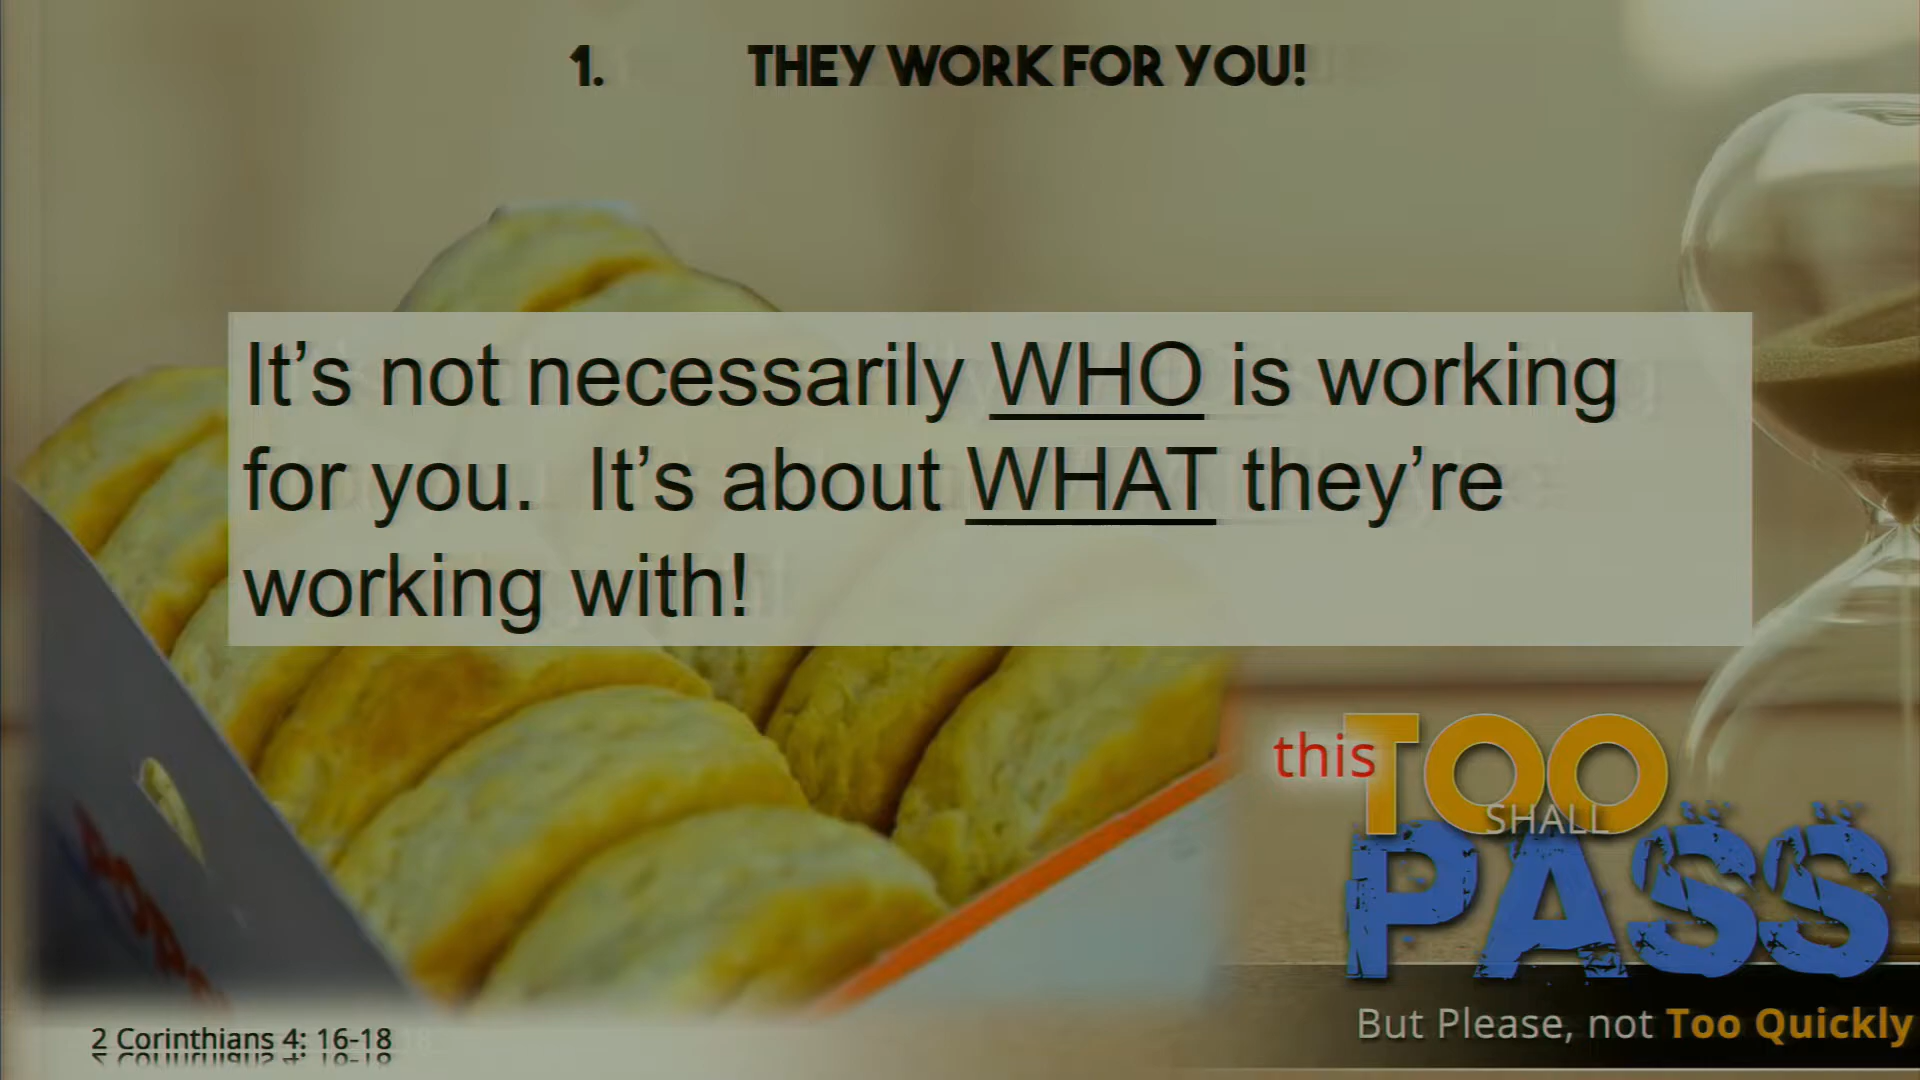 1. THEY WORK FOR YOU!
It’s not necessarily WHO is working
for you.  It’s about WHAT they’re
working with!
this TOO
SHALL
PASS
But Please, not Too Quickly
2 Corinthians 4: 16-18